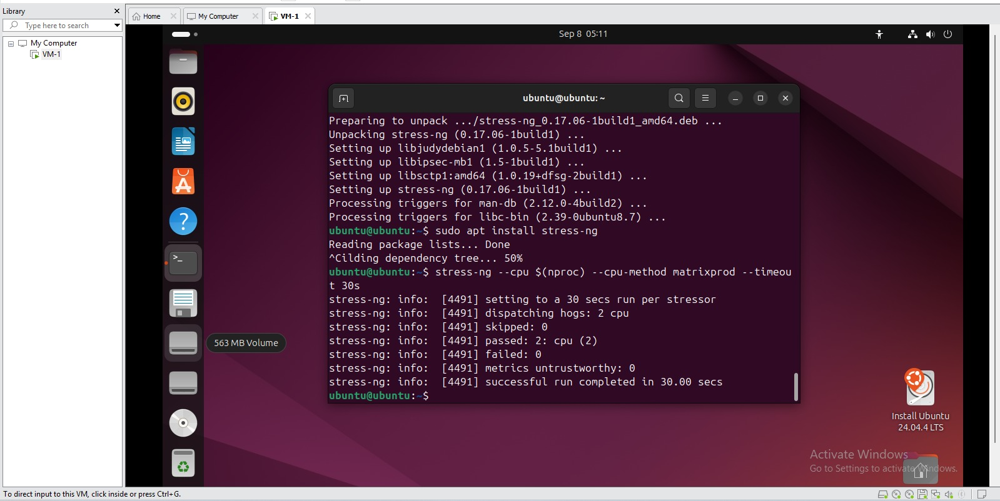 Library
Type here to search
My Computer
VM-1
Home
My Computer
VM-1
Sep 8 05:11
ubuntu@ubuntu: ~
Preparing to unpack .../stress-ng_0.17.06-1build1_amd64.deb ...
Unpacking stress-ng (0.17.06-1build1) ...
Setting up libjudydebian1 (1.0.5-5.1build1) ...
Setting up libipsec-mb1 (1.5-1build1) ...
Setting up libsctp1:amd64 (1.0.19+dfsg-2build1) ...
Setting up stress-ng (0.17.06-1build1) ...
Processing triggers for man-db (2.12.0-4build2) ...
Processing triggers for libc-bin (2.39-0ubuntu8.7) ...
ubuntu@ubuntu:~$ sudo apt install stress-ng
Reading package lists... Done
^Cilding dependency tree... 50%
ubuntu@ubuntu:~$ stress-ng --cpu $(nproc) --cpu-method matrixprod --timeou
t 30s
stress-ng: info:  [4491] setting to a 30 secs run per stressor
stress-ng: info:  [4491] dispatching hogs: 2 cpu
stress-ng: info:  [4491] skipped: 0
stress-ng: info:  [4491] passed: 2: cpu (2)
stress-ng: info:  [4491] failed: 0
stress-ng: info:  [4491] metrics untrustworthy: 0
stress-ng: info:  [4491] successful run completed in 30.00 secs
ubuntu@ubuntu:~$
563 MB Volume
Install Ubuntu
24.04.4 LTS
Activate Windows
Go to Settings to activate Windows.
To direct input to this VM, click inside or press Ctrl+G.